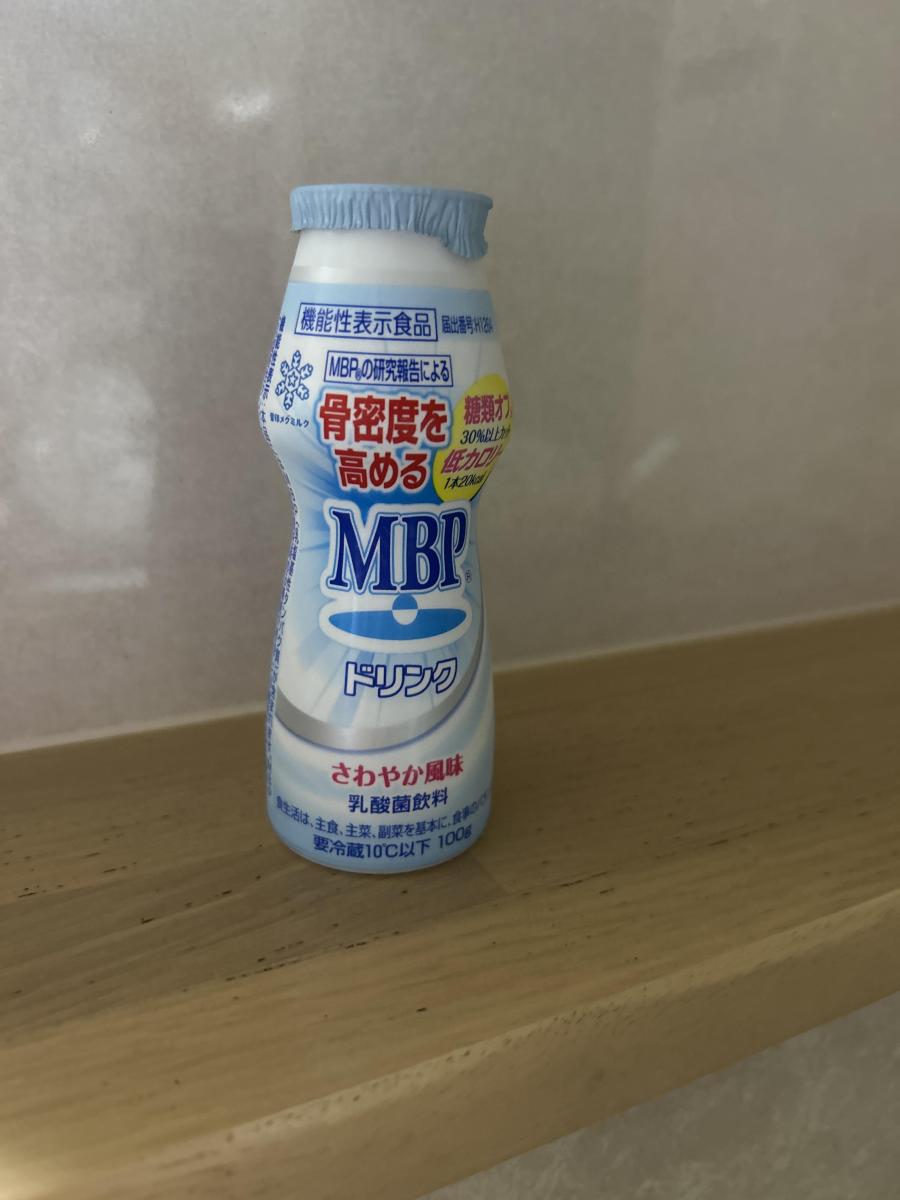 機能性表示食品
届出番号:H1204
雪印メグミルク
MBP®の研究報告による
骨密度を
高める
糖類オフ
30%以上カット
低カロリー
1本20kcal
MBP®
ドリンク
さわやか風味
乳酸菌飲料
食生活は、主食、主菜、副菜を基本に、食事の
要冷蔵10℃以下 100g